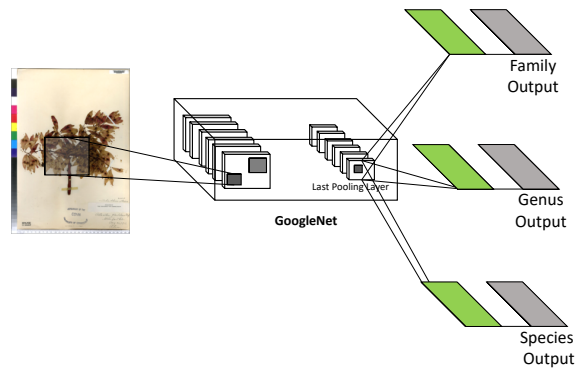 Family
Output
Last Pooling Layer
Genus
Output
GoogleNet
Species
Output